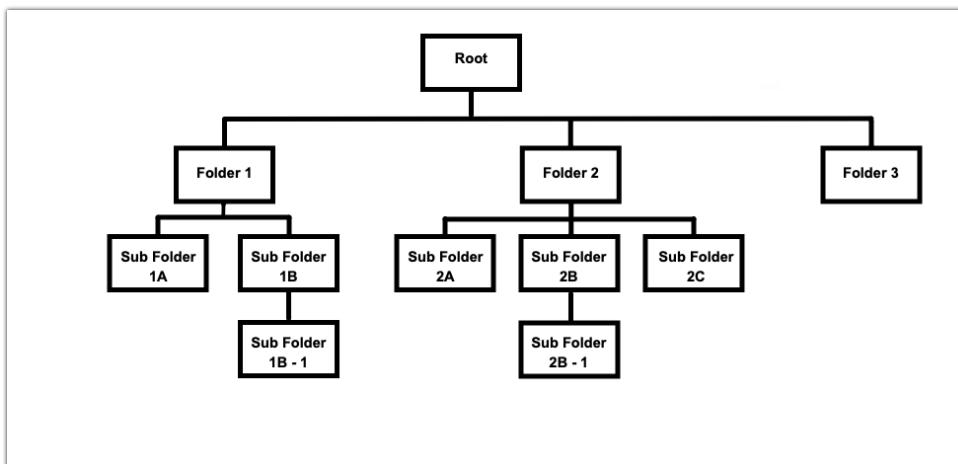 Root
Folder 1
Folder 2
Folder 3
Sub Folder
1A
Sub Folder
1B
Sub Folder
2A
Sub Folder
2B
Sub Folder
2C
Sub Folder
1B - 1
Sub Folder
2B - 1